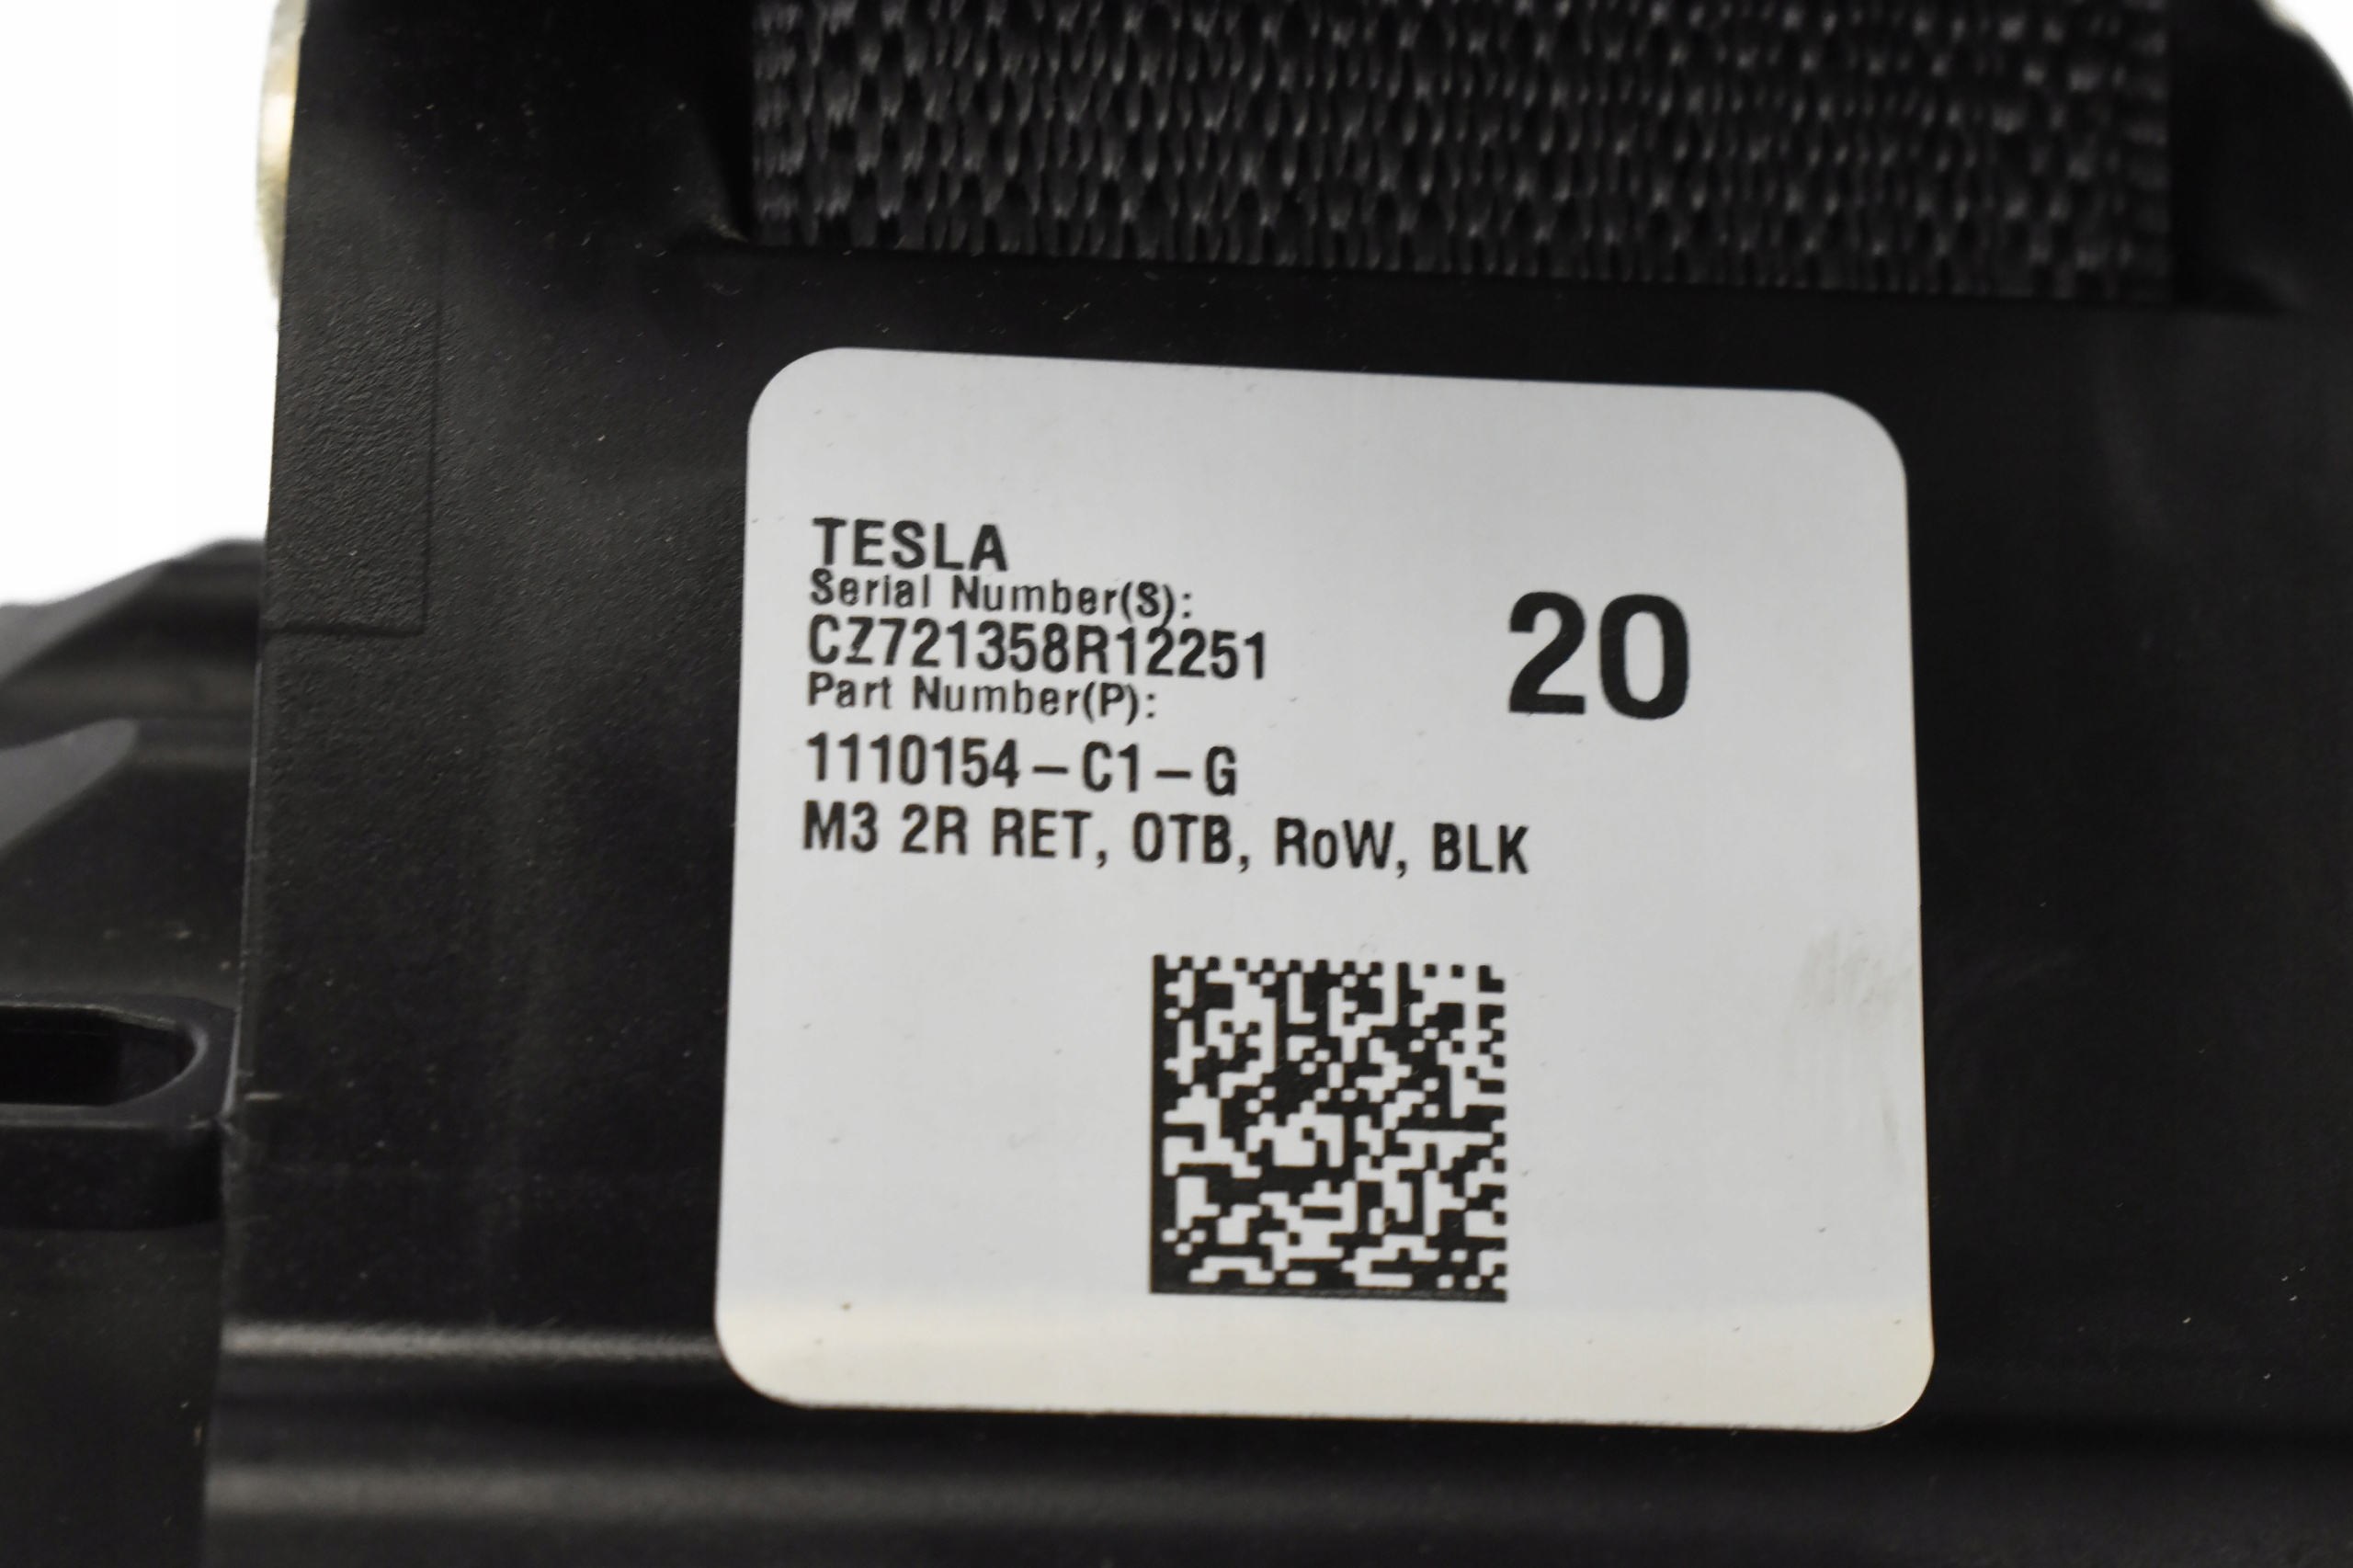 TESLA
Serial Number(S):
CZ721358R12251
20
Part Number(P):
1110154-C1-G
M3 2R RET, OTB, RoW, BLK